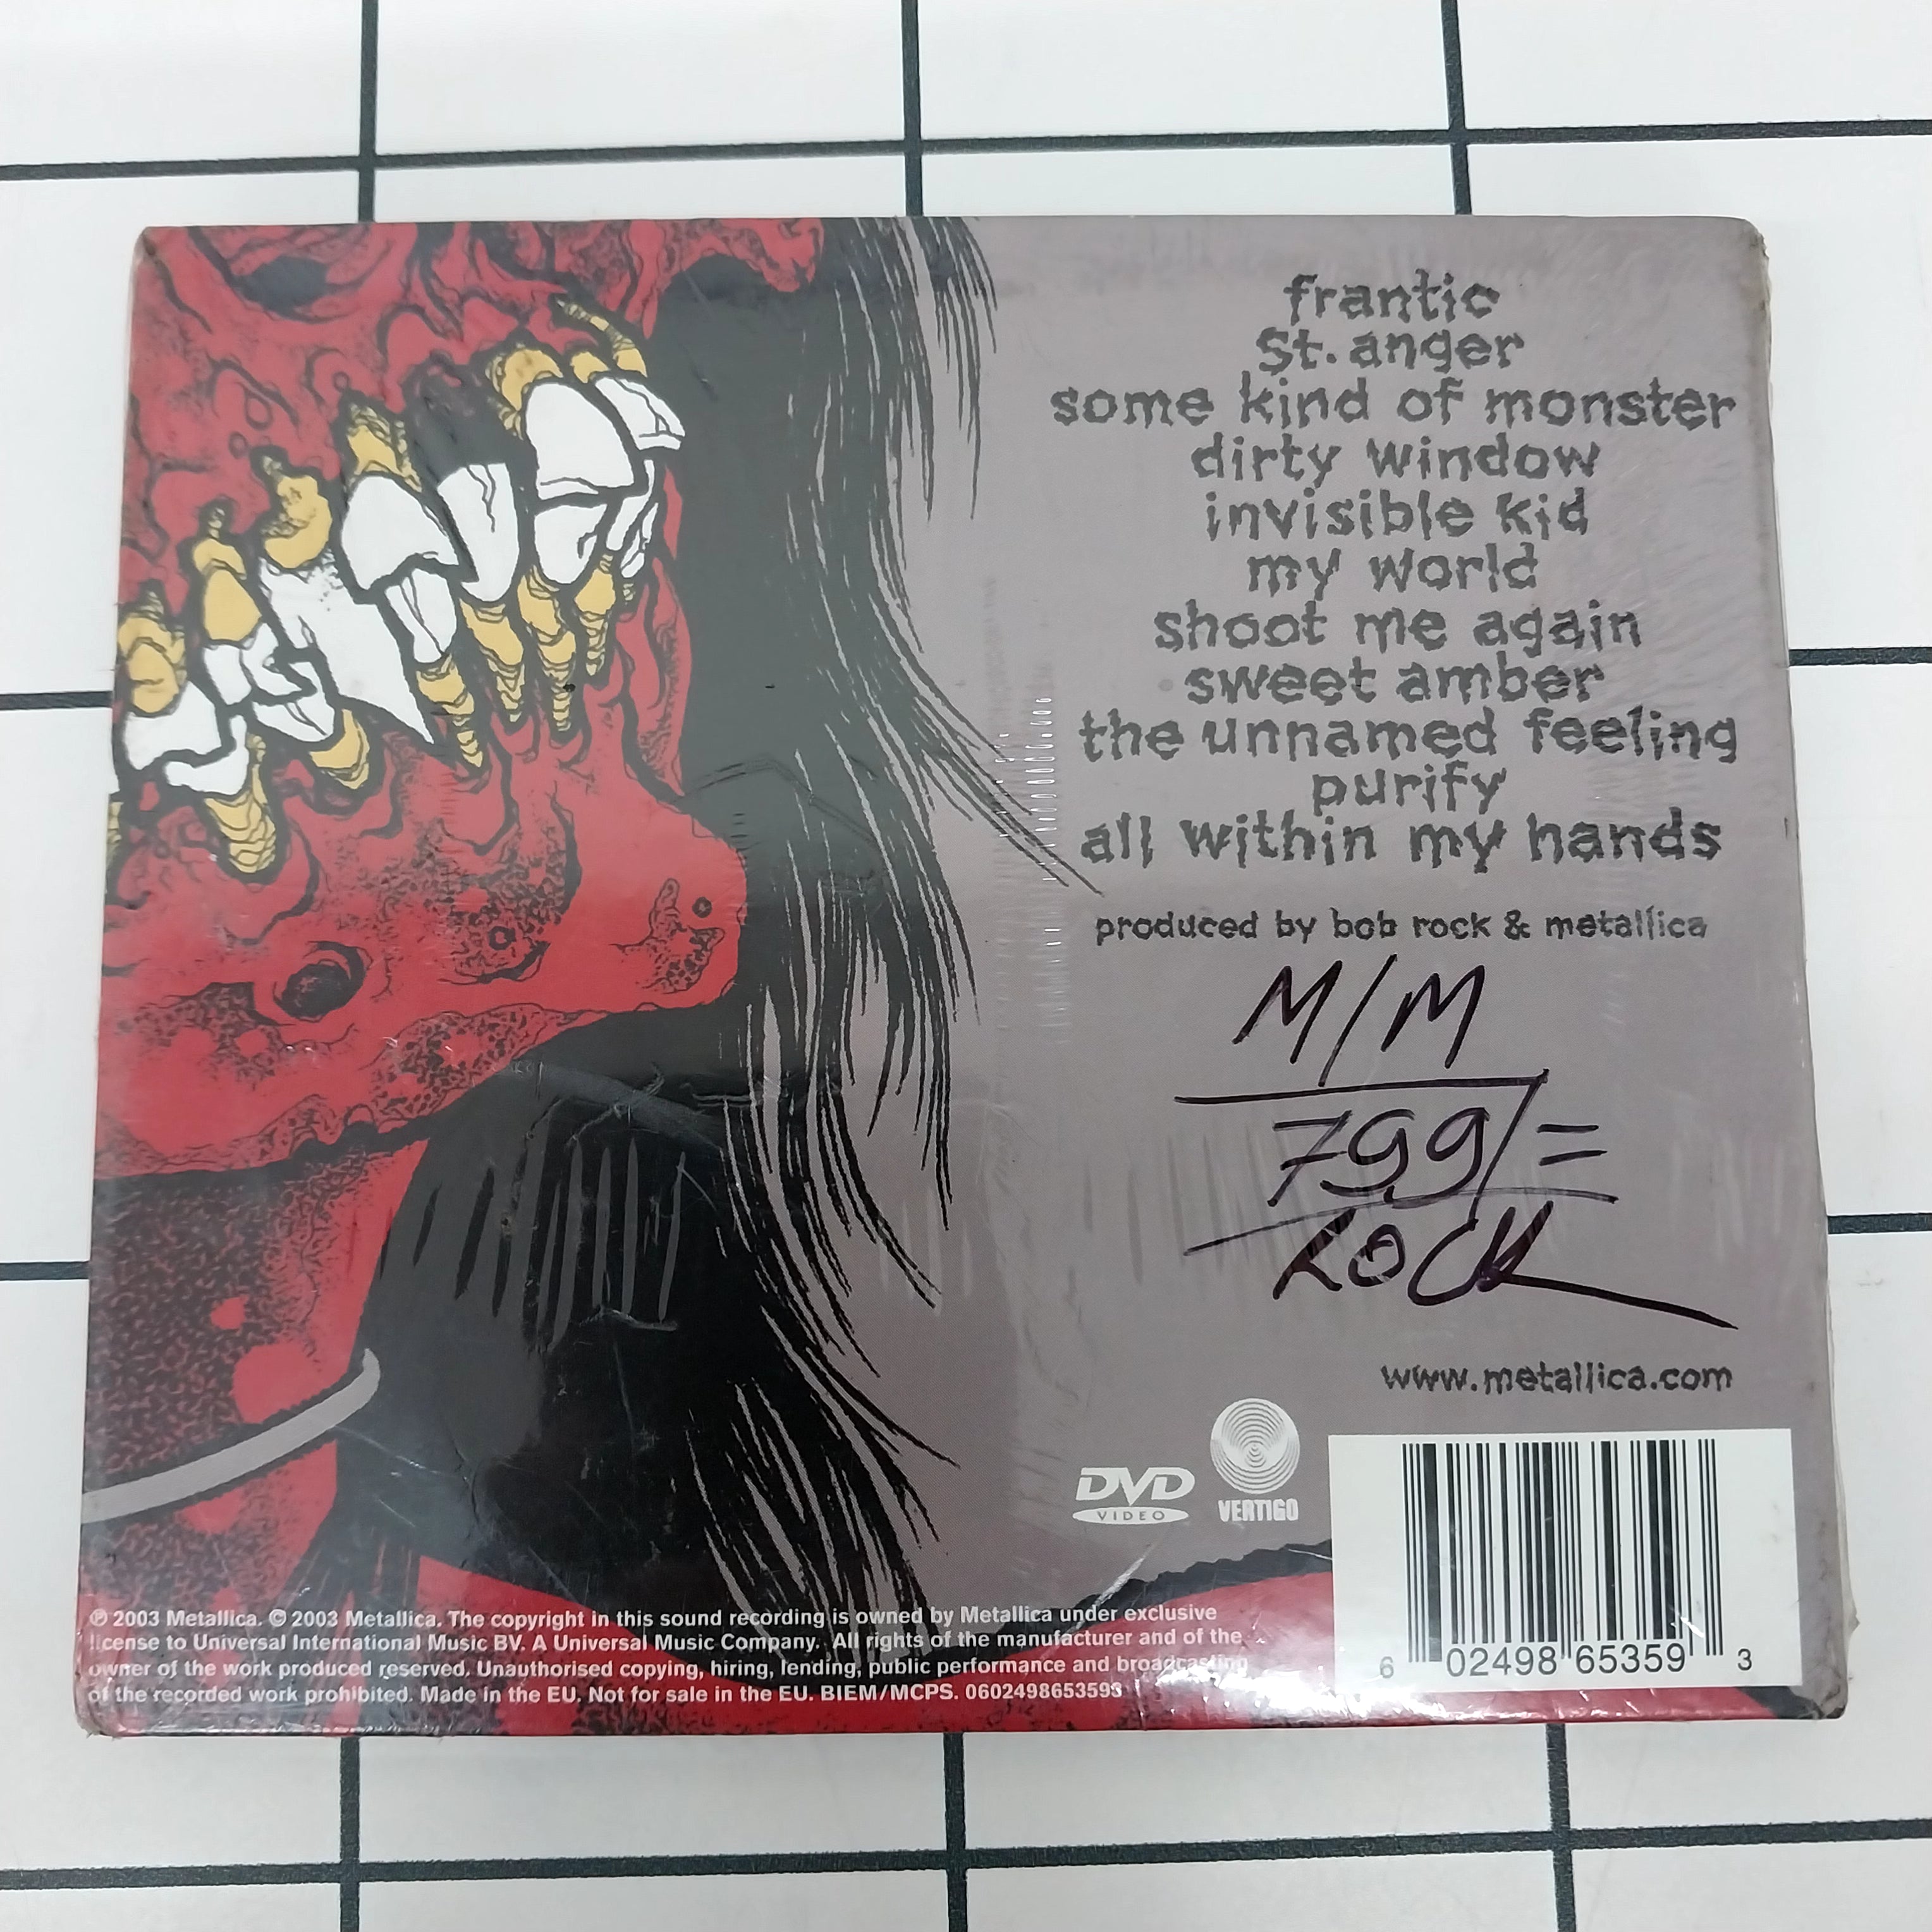 frantic
St. anger
some kind of monster
dirty window
invisible kid
my world
shoot me again
sweet amber
the unnamed feeling
purify
all within my hands
produced by bob rock & metallica
M/M
799/=
ROCK
www.metallica.com
DVD
VIDEO
VERTIGO
℗ 2003 Metallica. © 2003 Metallica. The copyright in this sound recording is owned by Metallica under exclusive
license to Universal International Music BV. A Universal Music Company. All rights of the manufacturer and of the
owner of the work produced reserved. Unauthorised copying, hiring, lending, public performance and broadcasting
of the recorded work prohibited. Made in the EU. Not for sale in the EU. BIEM/MCPS. 0602498653593
6 02498 65359 3